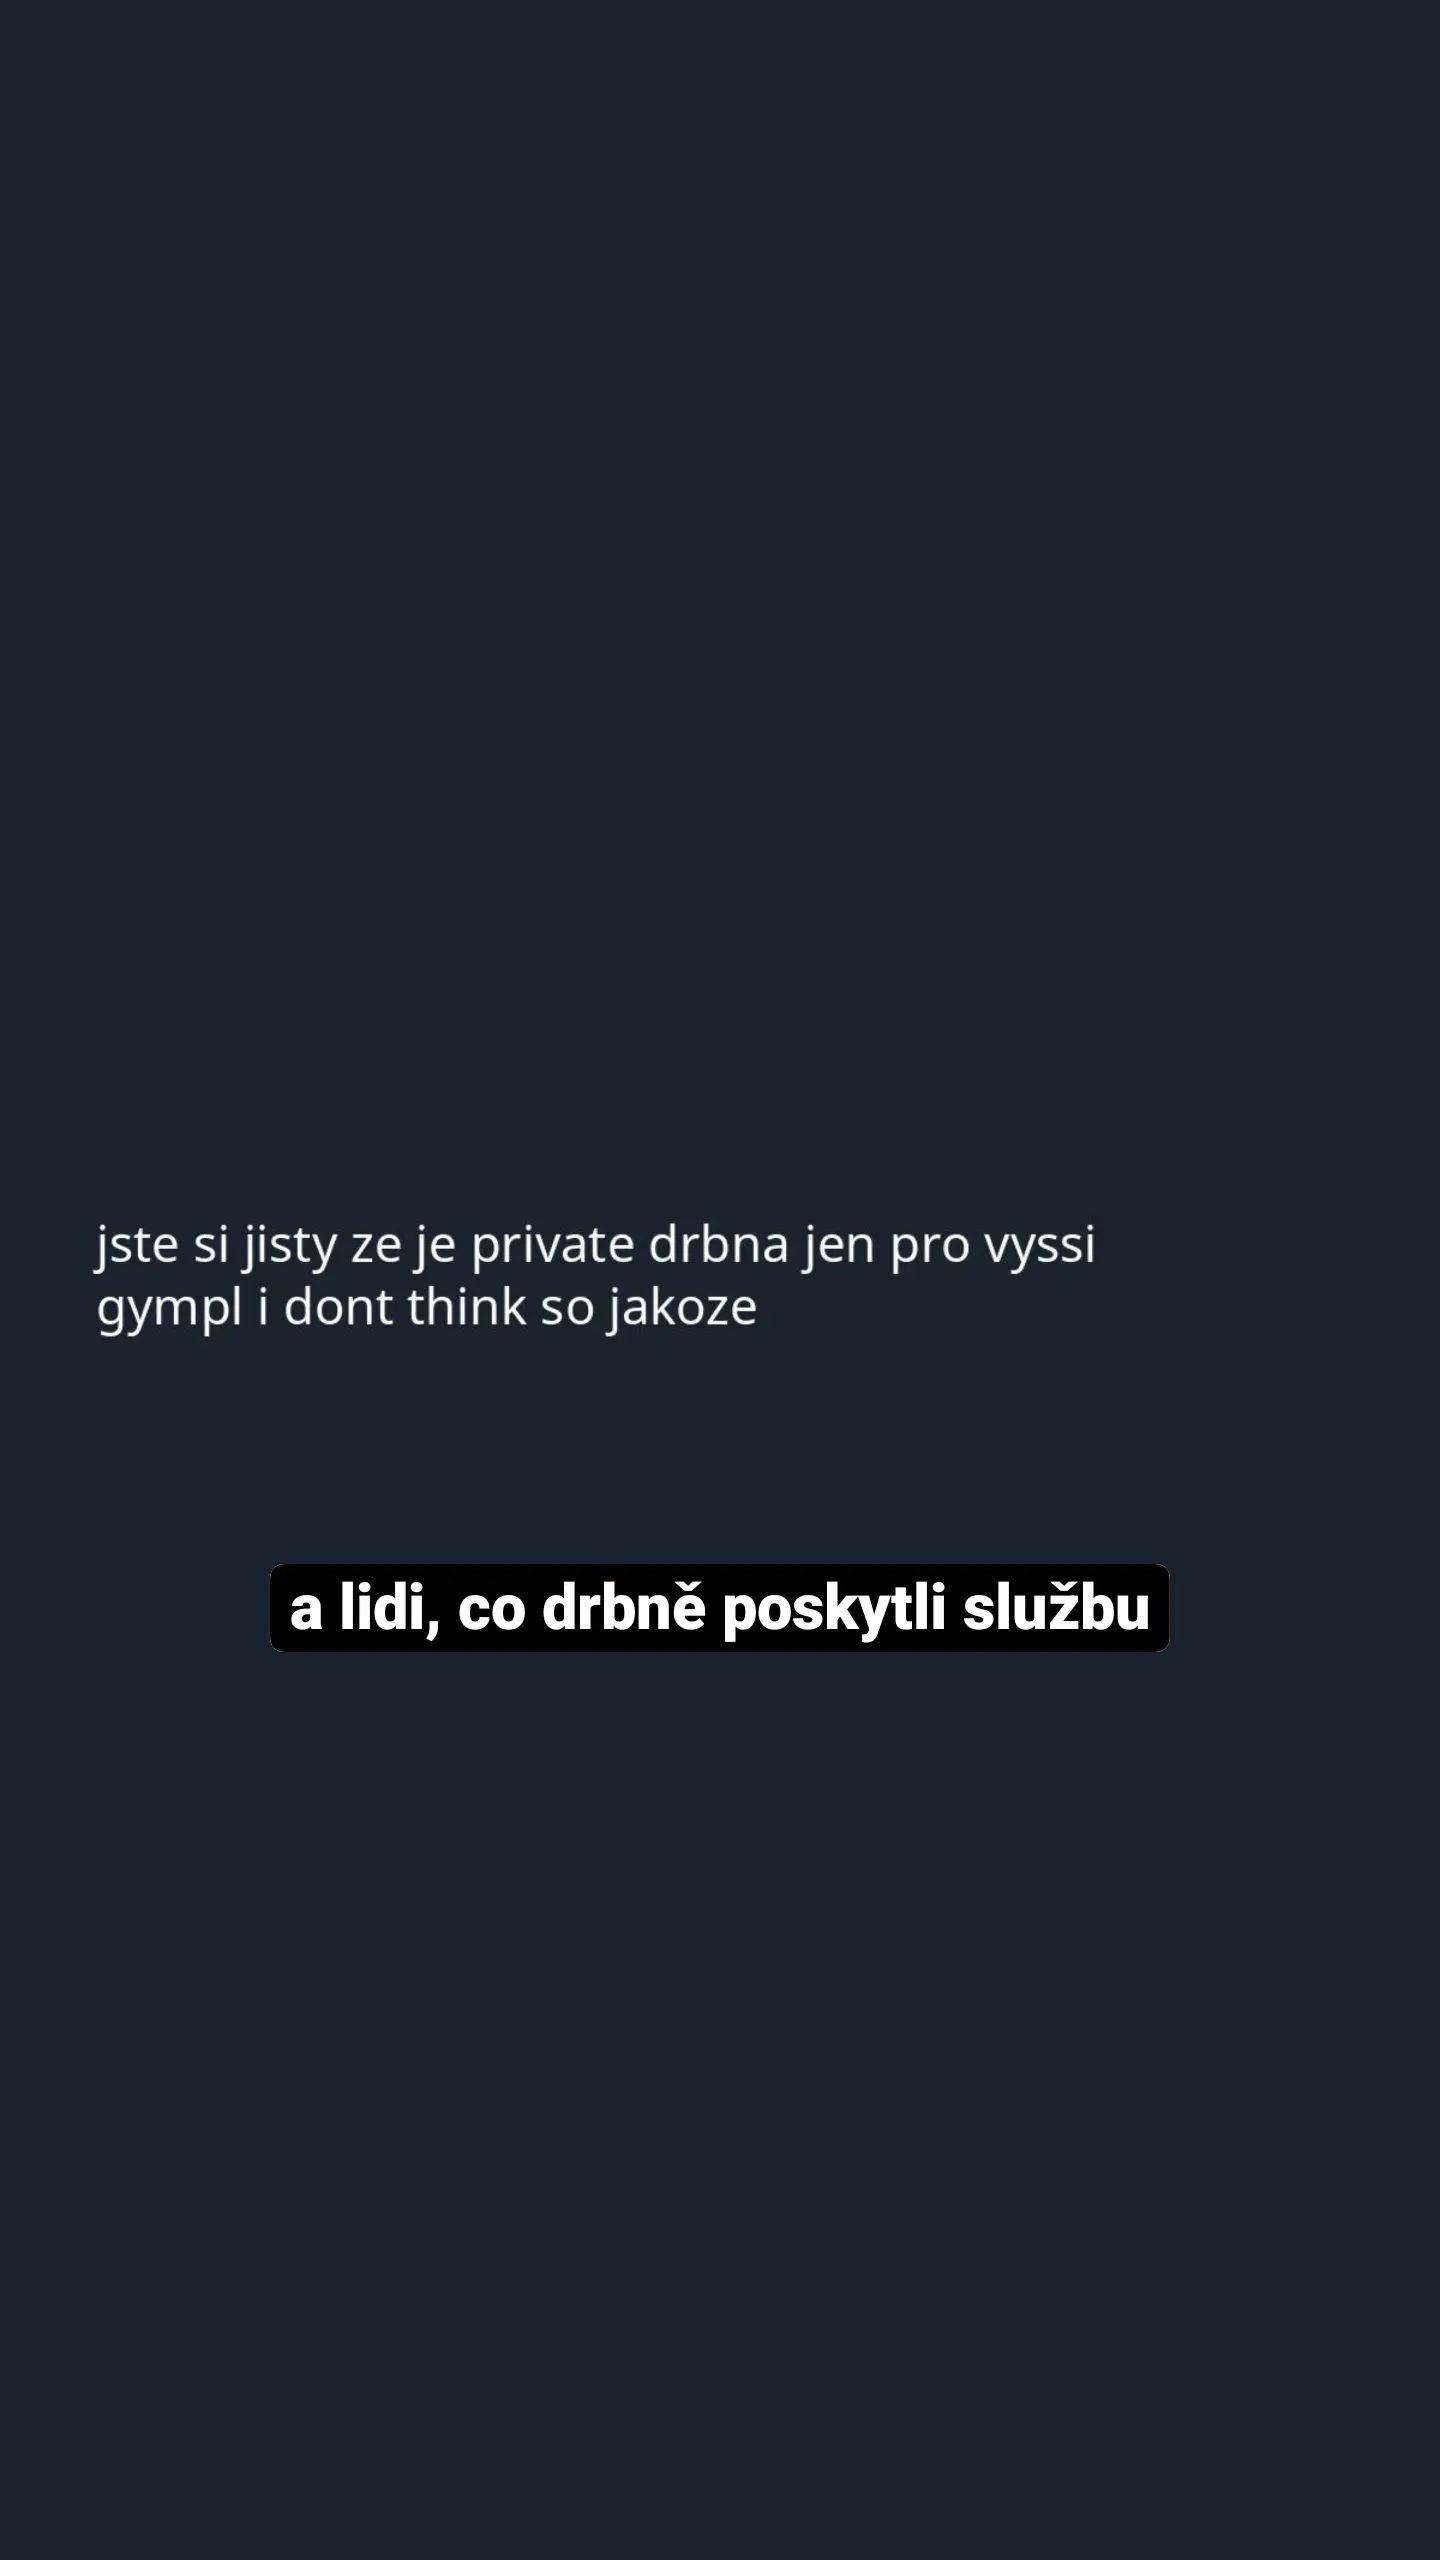 jste si jisty ze je private drbna jen pro vyssi
gympl i dont think so jakoze
a lidi, co drbně poskytli službu